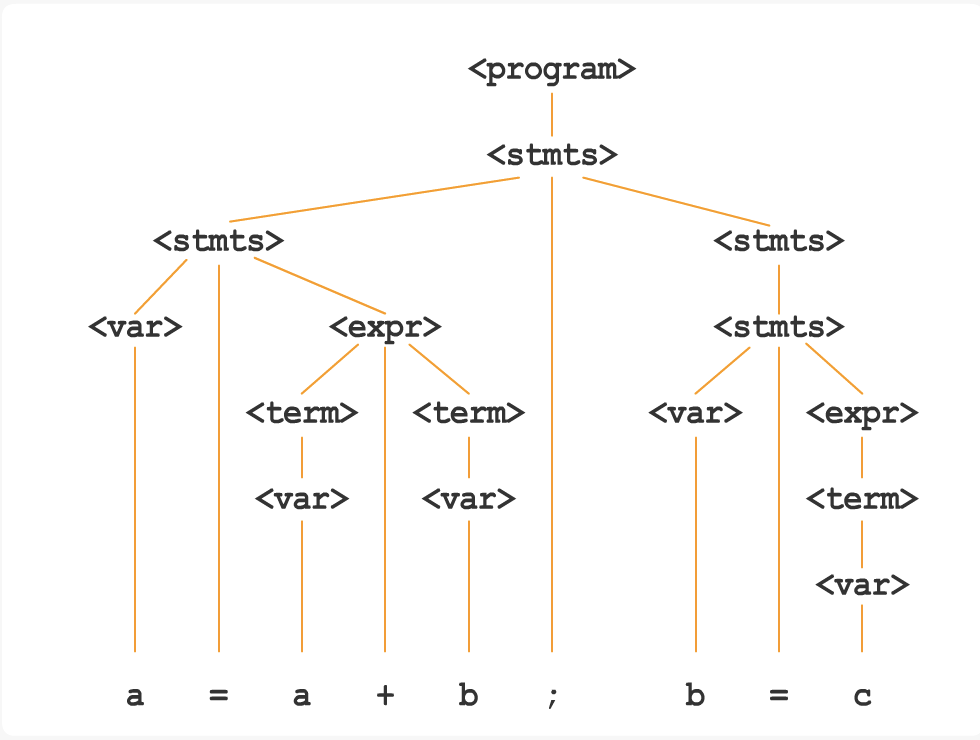 <program>
<stmts>
<stmts> <stmts>
<var> <expr> <stmts>
<term> <term> <var> <expr>
<var> <var> <term>
<var>
a = a + b ; b = c